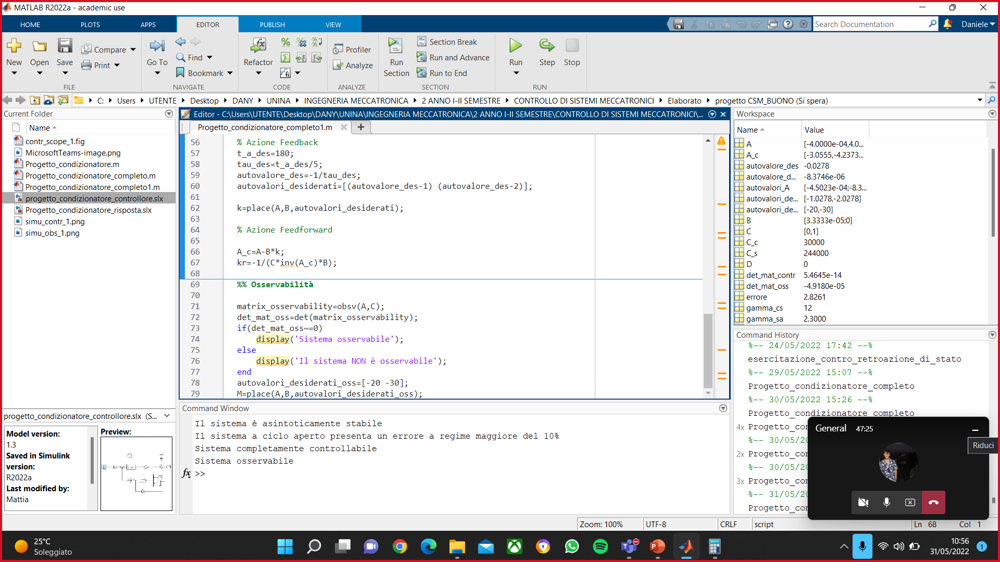 MATLAB R2022a - academic use
HOME PLOTS APPS EDITOR PUBLISH VIEW
Search Documentation
Daniele
New Open Save Compare Print
FILE
Go To Find Bookmark
NAVIGATE
Refactor
CODE
Profiler
Analyze
ANALYZE
Run Section
Section Break
Run and Advance
Run to End
SECTION
Run Step Stop
RUN
C: Users UTENTE Desktop DANY UNINA INGEGNERIA MECCATRONICA 2 ANNO I-II SEMESTRE CONTROLLO DI SISTEMI MECCATRONICI Elaborato progetto CSM_BUONO (Si spera)
Current Folder
Name
contr_scope_1.fig
MicrosoftTeams-image.png
Progetto_condizionatore.m
Progetto_condizionatore_completo.m
Progetto_condizionatore_completo1.m
progetto_condizionatore_controllore.slx
Progetto_condizionatore_risposta.slx
simu_contr_1.png
simu_obs_1.png
progetto_condizionatore_controllore.slx (S...
Model version:
1.3
Saved in Simulink
version:
R2022a
Last modified by:
Mattia
Preview:
Editor - C:\Users\UTENTE\Desktop\DANY\UNINA\INGEGNERIA MECCATRONICA\2 ANNO I-II SEMESTRE\CONTROLLO DI SISTEMI MECCATRONICI\...
Progetto_condizionatore_completo1.m
56 % Azione Feedback
57 t_a_des=180;
58 tau_des=t_a_des/5;
59 autovalore_des=-1/tau_des;
60 autovalori_desiderati=[(autovalore_des-1) (autovalore_des-2)];
61
62 k=place(A,B,autovalori_desiderati);
63
64 % Azione Feedforward
65
66 A_c=A-B*k;
67 kr=-1/(C*inv(A_c)*B);
68
69 %% Osservabilità
70
71 matrix_osservability=obsv(A,C);
72 det_mat_oss=det(matrix_osservability);
73 if(det_mat_oss~=0)
74 display('Sistema osservabile');
75 else
76 display('Il sistema NON è osservabile');
77 end
78 autovalori_desiderati_oss=[-20 -30];
79 M=place(A,B,autovalori_desiderati_oss);
Command Window
Il sistema è asintoticamente stabile
Il sistema a ciclo aperto presenta un errore a regime maggiore del 10%
Sistema completamente controllabile
Sistema osservabile
fx >>
Workspace
Name Value
A [-4.0000e-04,4.0...
A_c [-3.0555,-4.2373...
autovalore_des -0.0278
autovalore_d... -8.3746e-06
autovalori_A [-4.5023e-04;-8.3...
autovalori_de... [-1.0278,-2.0278]
autovalori_de... [-20,-30]
B [3.3333e-05;0]
C [0,1]
C_c 30000
C_s 244000
D 0
det_mat_contr 5.4645e-14
det_mat_oss -4.9180e-05
errore 2.8261
gamma_cs 12
gamma_sa 2.3000
Command History
%-- 24/05/2022 17:42 --%
esercitazione_contro_retroazione_di_stato
%-- 29/05/2022 15:07 --%
Progetto_condizionatore_completo
%-- 30/05/2022 15:26 --%
Progetto_condizionatore_completo
4x Progetto_co
%-- 30/05/2
2x Progetto_co
%-- 30/05/2
3x Progetto_co
%-- 31/05/2
Progetto_co
General 47:25
Riduci
Zoom: 100% UTF-8 CRLF script Ln 68 Col 1
25°C
Soleggiato
10:56
31/05/2022
1